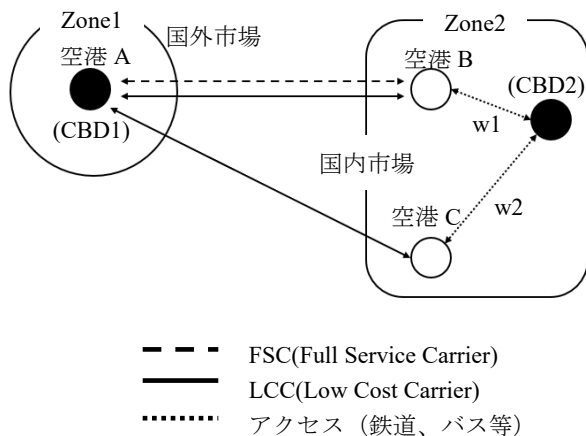 Zone1
Zone2
国外市場
空港 A
空港 B
(CBD2)
(CBD1)
w1
国内市場
w2
空港 C
FSC(Full Service Carrier)
LCC(Low Cost Carrier)
アクセス（鉄道、バス等）